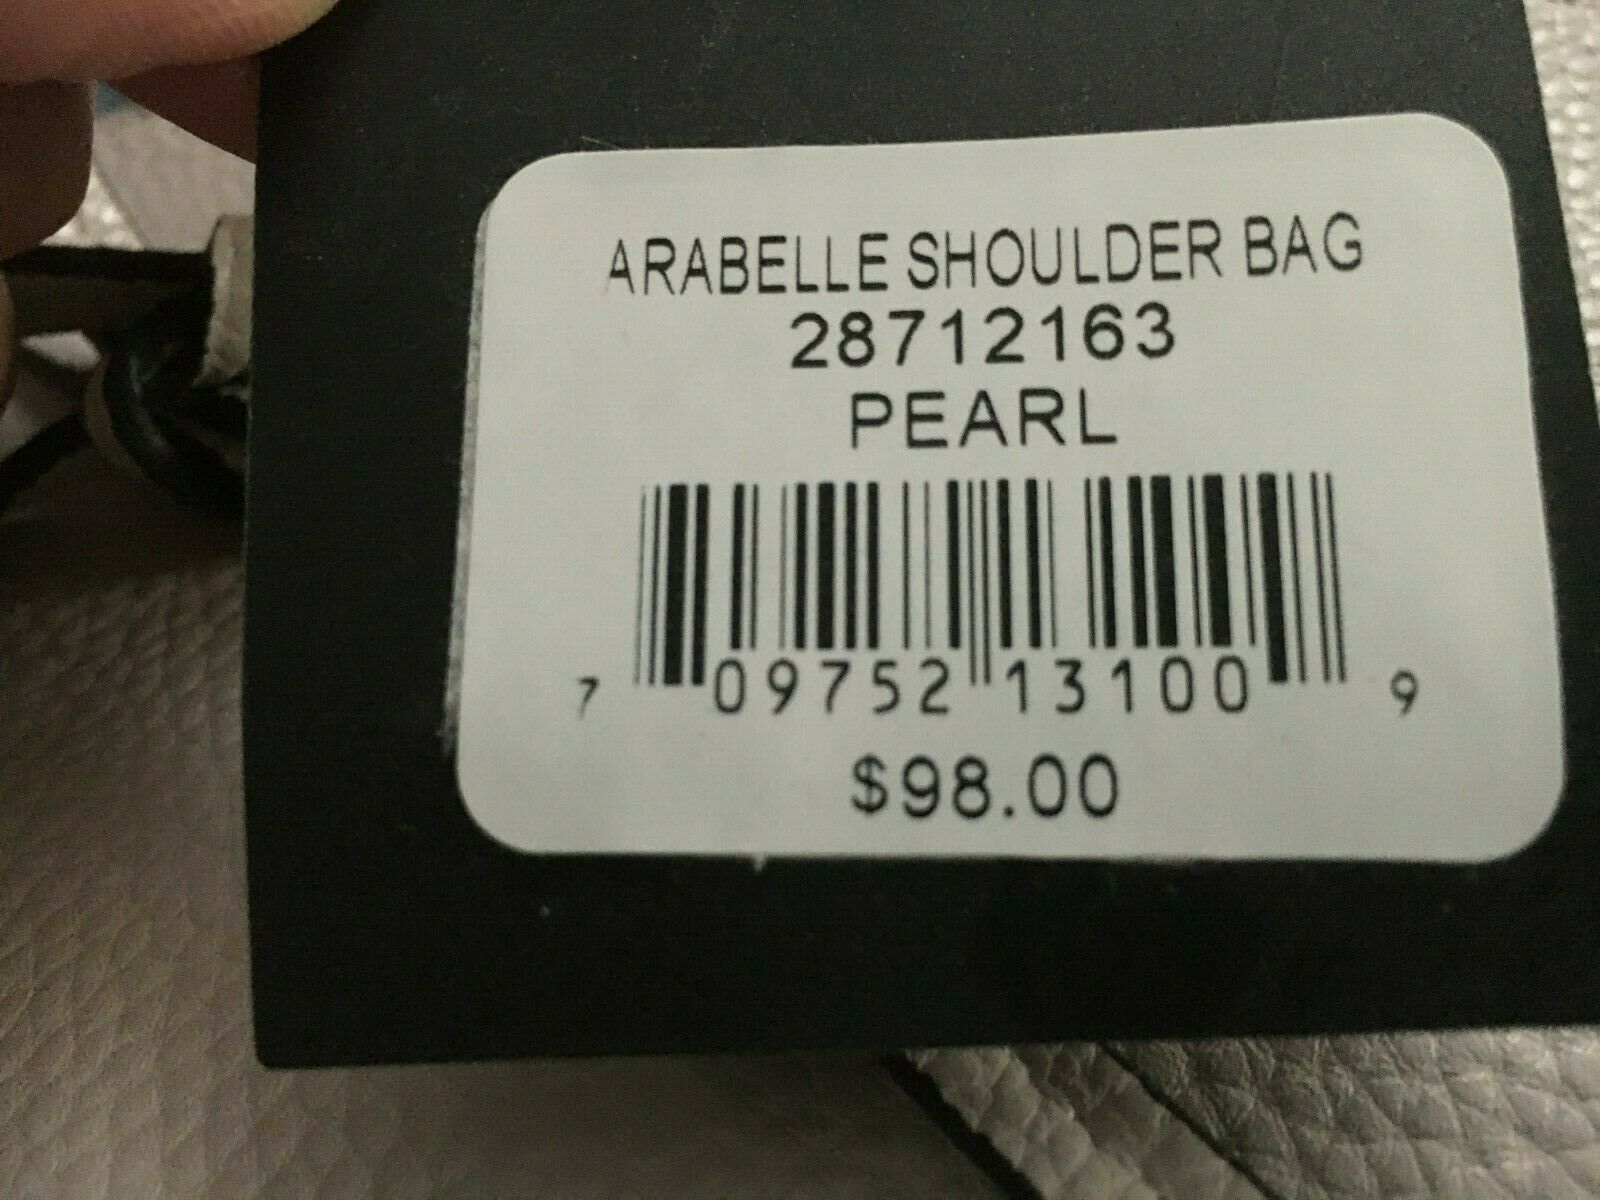 ARABELLE SHOULDER BAG
28712163
PEARL
7 09752 13100 9
$98.00